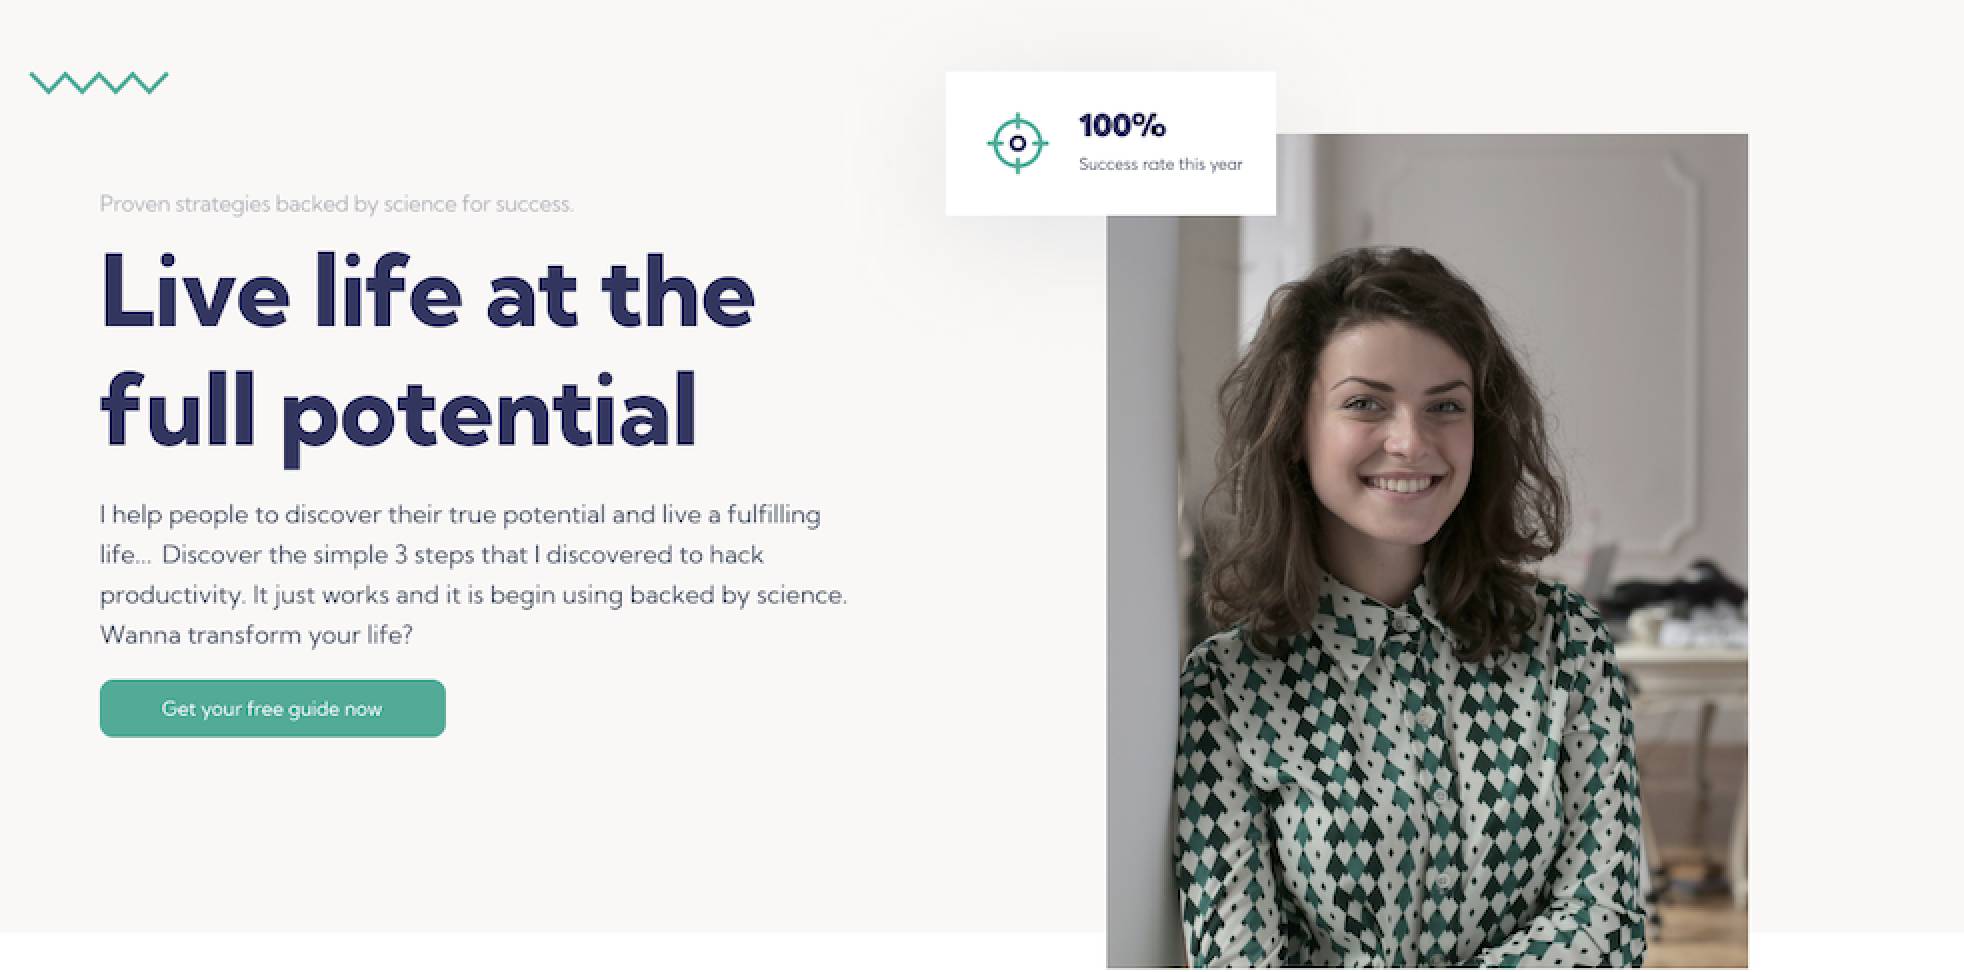 100%
Success rate this year
Proven strategies backed by science for success.
Live life at the
full potential
I help people to discover their true potential and live a fulfilling
life... Discover the simple 3 steps that I discovered to hack
productivity. It just works and it is begin using backed by science.
Wanna transform your life?
Get your free guide now